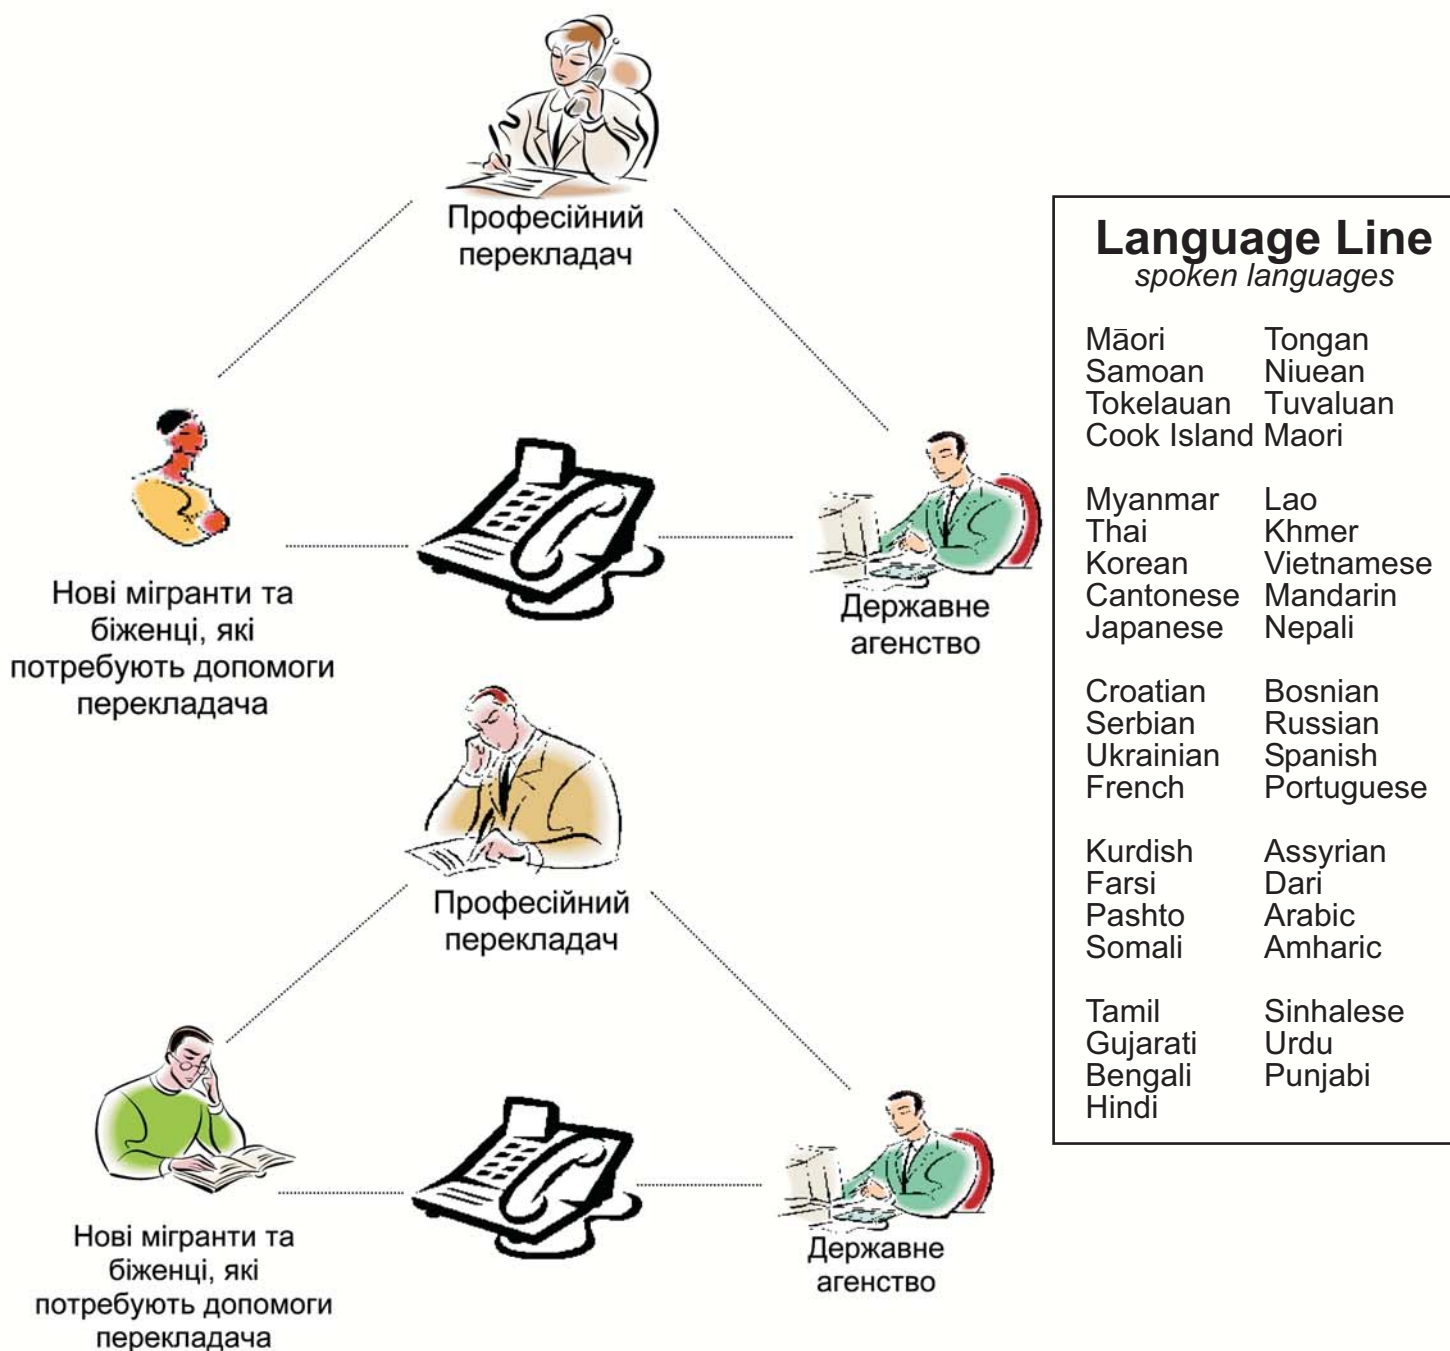 Професійний
перекладач
Нові мігранти та
біженці, які
потребують допомоги
перекладача
Державне
агенство
Професійний
перекладач
Нові мігранти та
біженці, які
потребують допомоги
перекладача
Державне
агенство
Language Line
spoken languages
Māori Tongan
Samoan Niuean
Tokelauan Tuvaluan
Cook Island Maori
Myanmar Lao
Thai Khmer
Korean Vietnamese
Cantonese Mandarin
Japanese Nepali
Croatian Bosnian
Serbian Russian
Ukrainian Spanish
French Portuguese
Kurdish Assyrian
Farsi Dari
Pashto Arabic
Somali Amharic
Tamil Sinhalese
Gujarati Urdu
Bengali Punjabi
Hindi